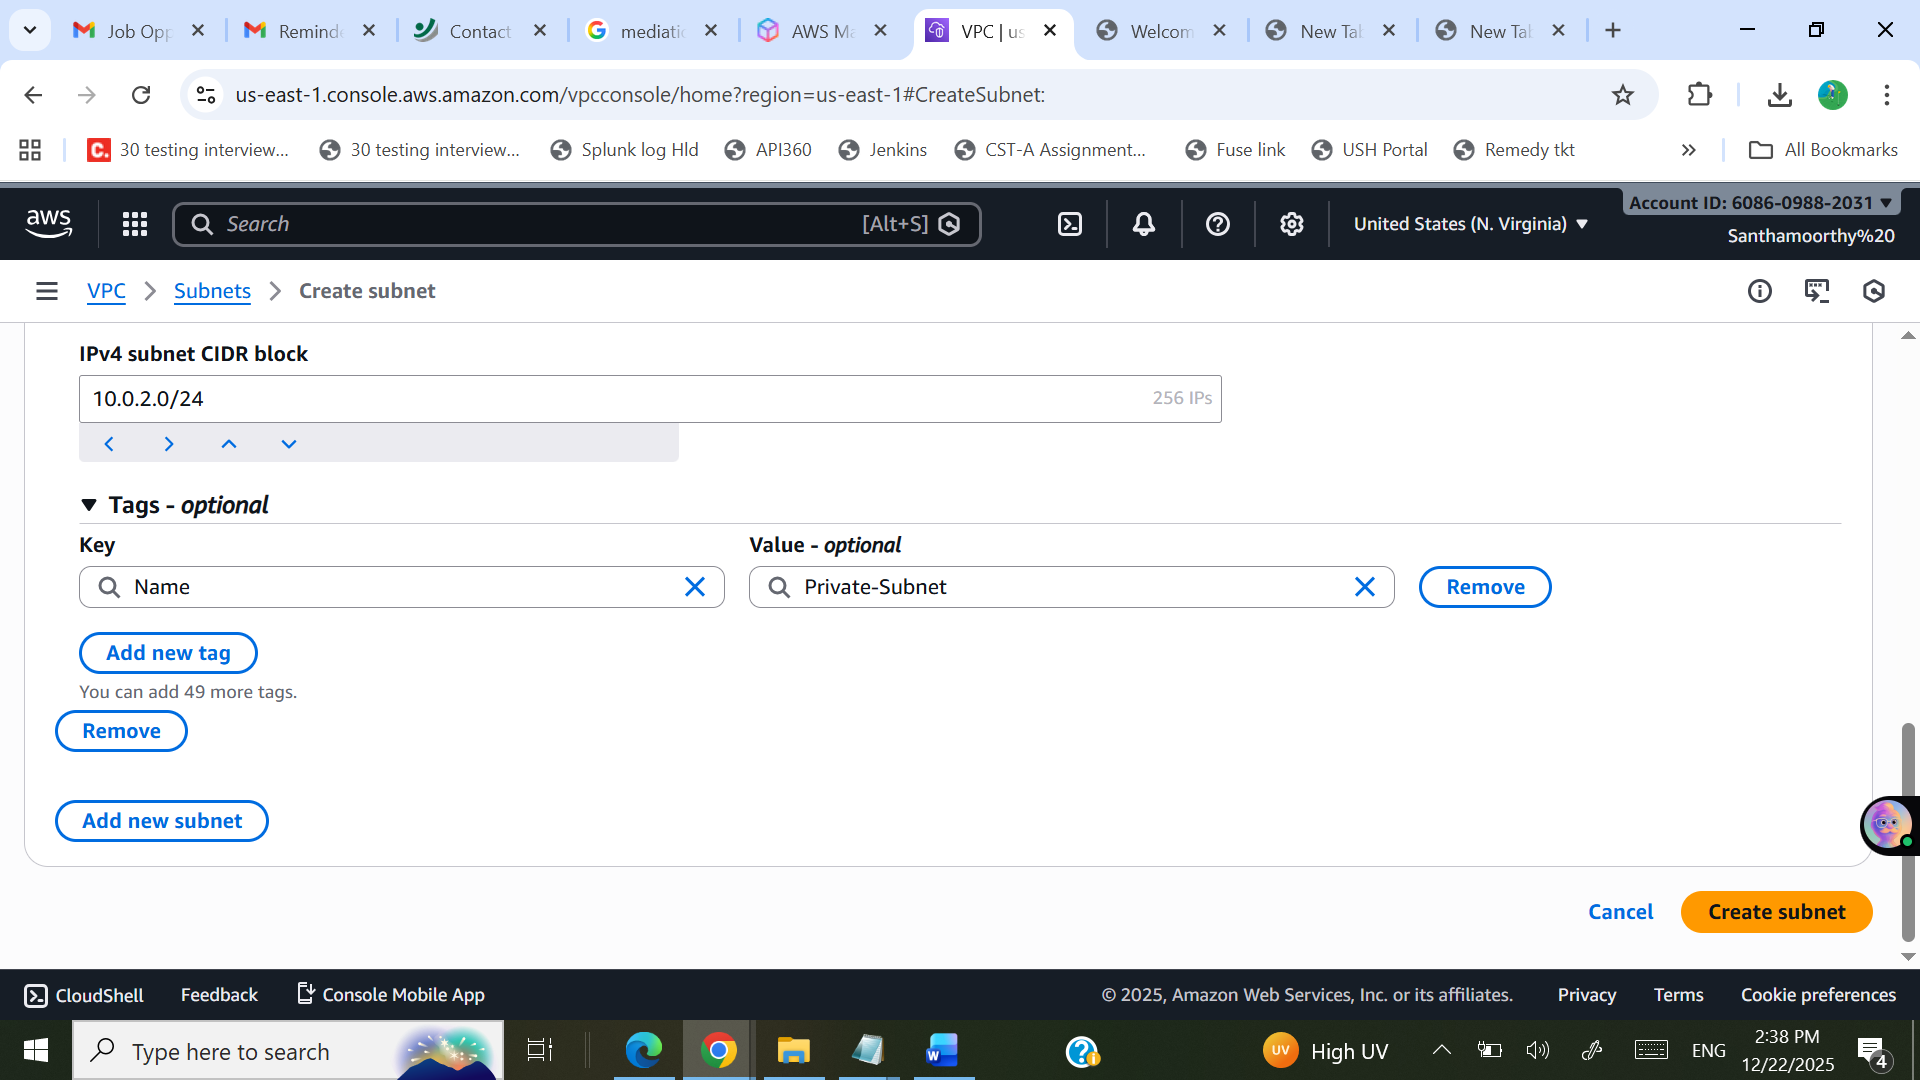 Job Opp
Reminde
Contact
mediatio
AWS Ma
VPC | us
Welcom
New Tab
New Tab
us-east-1.console.aws.amazon.com/vpcconsole/home?region=us-east-1#CreateSubnet:
C. 30 testing interview...
30 testing interview...
Splunk log Hld
API360
Jenkins
CST-A Assignment...
Fuse link
USH Portal
Remedy tkt
All Bookmarks
aws
Search
[Alt+S]
United States (N. Virginia)
Account ID: 6086-0988-2031
Santhamoorthy%20
VPC
Subnets
Create subnet
IPv4 subnet CIDR block
10.0.2.0/24
256 IPs
Tags - optional
Key
Value - optional
Name
Private-Subnet
Remove
Add new tag
You can add 49 more tags.
Remove
Add new subnet
Cancel
Create subnet
CloudShell
Feedback
Console Mobile App
© 2025, Amazon Web Services, Inc. or its affiliates.
Privacy
Terms
Cookie preferences
Type here to search
W
UV
High UV
ENG
2:38 PM
12/22/2025
4